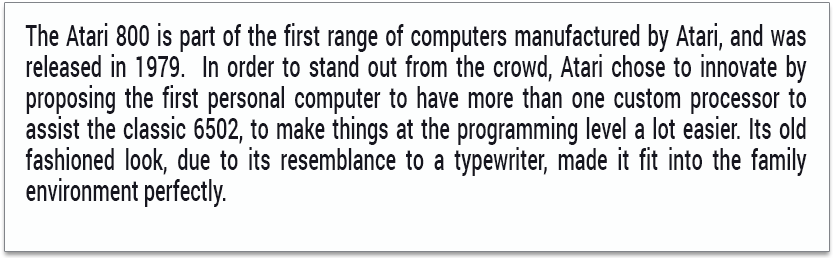 The Atari 800 is part of the first range of computers manufactured by Atari, and was
released in 1979.  In order to stand out from the crowd, Atari chose to innovate by
proposing the first personal computer to have more than one custom processor to
assist the classic 6502, to make things at the programming level a lot easier. Its old
fashioned look, due to its resemblance to a typewriter, made it fit into the family
environment perfectly.